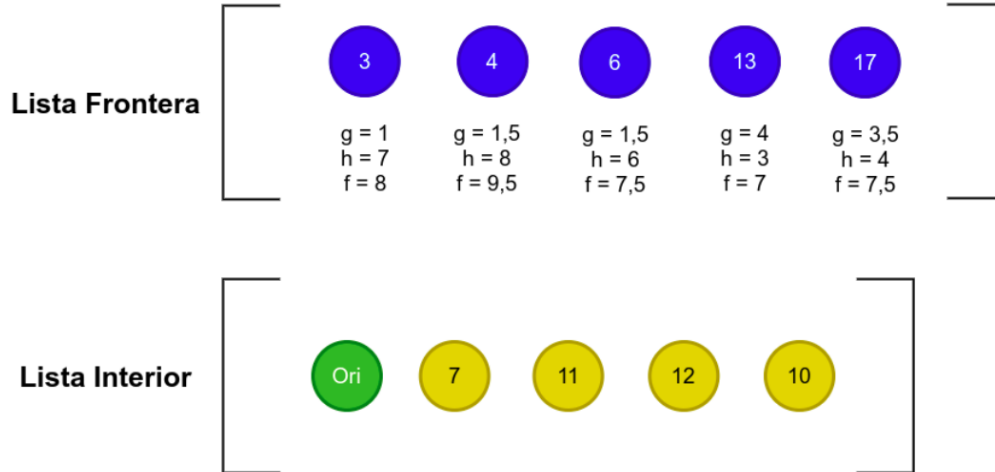 3 4 6 13 17
Lista Frontera
g = 1 g = 1,5 g = 1,5 g = 4 g = 3,5
h = 7 h = 8 h = 6 h = 3 h = 4
f = 8 f = 9,5 f = 7,5 f = 7 f = 7,5
Lista Interior
Ori 7 11 12 10